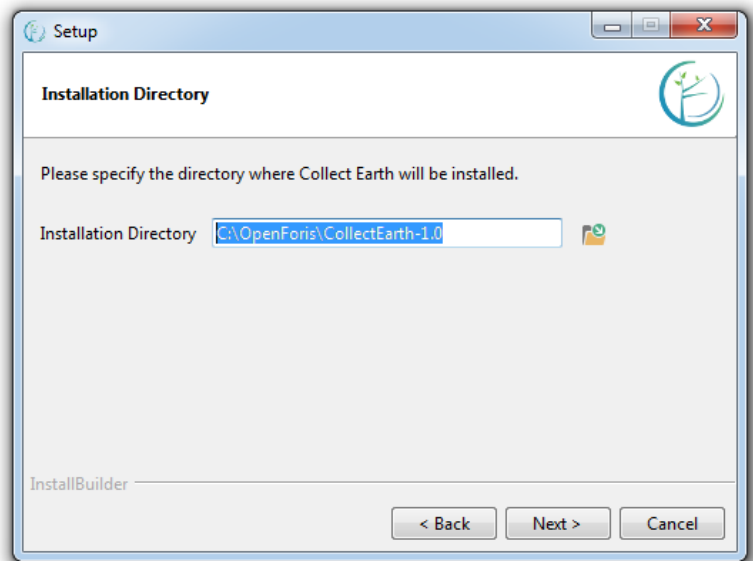 Setup
Installation Directory
Please specify the directory where Collect Earth will be installed.
Installation Directory C:\OpenForis\CollectEarth-1.0
InstallBuilder
< Back Next > Cancel